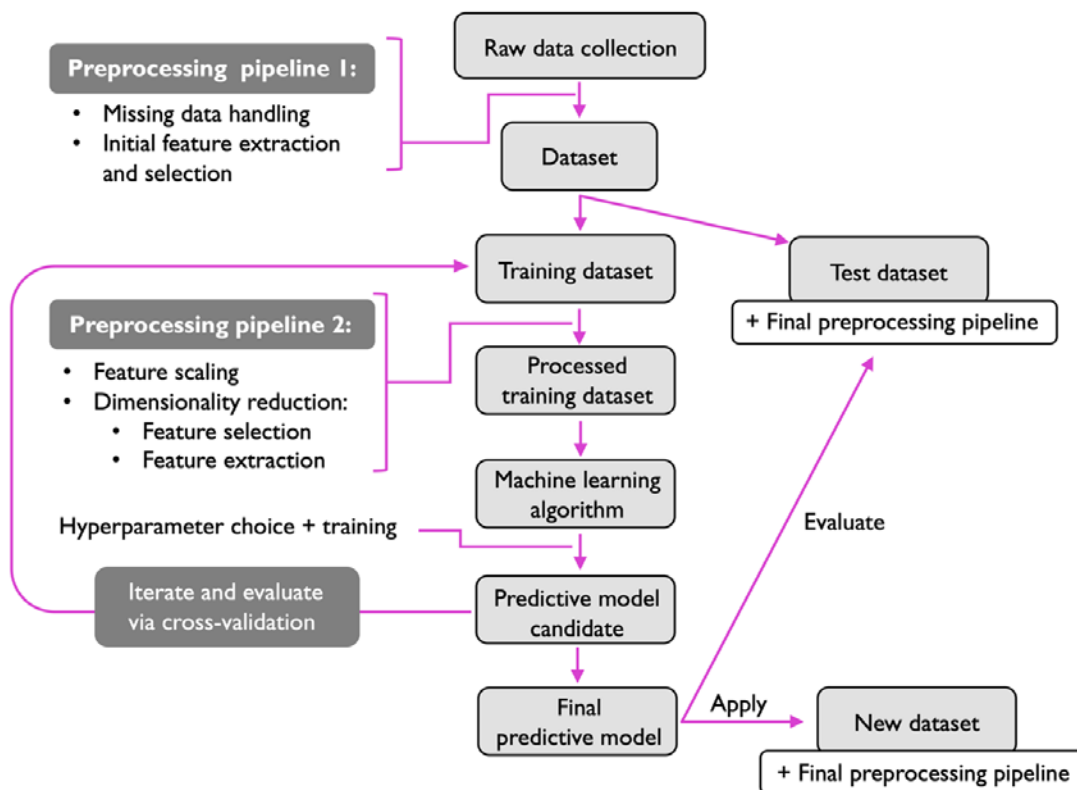 Raw data collection
Preprocessing pipeline 1:
• Missing data handling
• Initial feature extraction
and selection
Dataset
Training dataset
Test dataset
+ Final preprocessing pipeline
Preprocessing pipeline 2:
• Feature scaling
• Dimensionality reduction:
• Feature selection
• Feature extraction
Processed
training dataset
Machine learning
algorithm
Hyperparameter choice + training
Evaluate
Iterate and evaluate
via cross-validation
Predictive model
candidate
Final
predictive model
Apply
New dataset
+ Final preprocessing pipeline